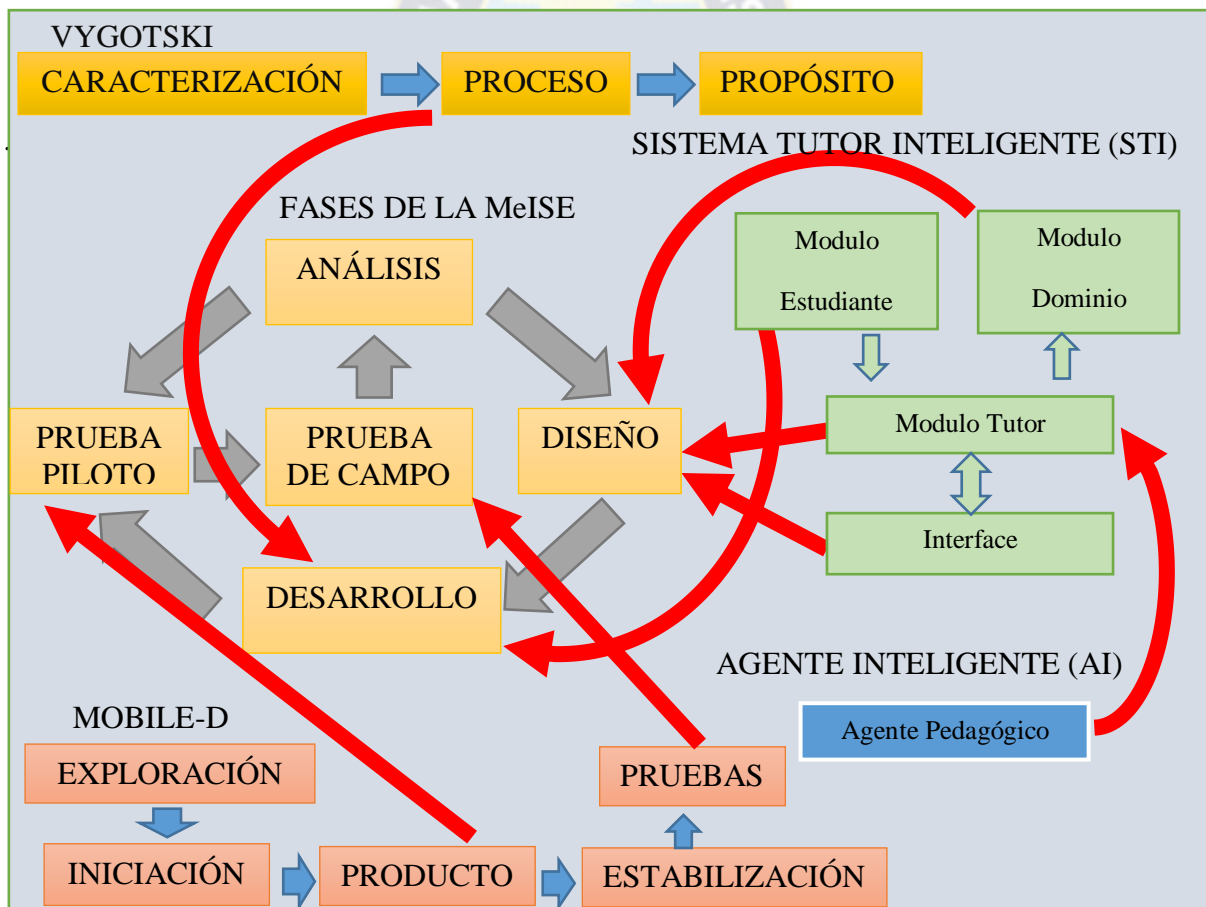 VYGOTSKI
CARACTERIZACIÓN
PROCESO
PROPÓSITO
SISTEMA TUTOR INTELIGENTE (STI)
FASES DE LA MeISE
ANÁLISIS
Modulo
Estudiante
Modulo
Dominio
PRUEBA
PILOTO
PRUEBA
DE CAMPO
DISEÑO
Modulo Tutor
Interface
DESARROLLO
AGENTE INTELIGENTE (AI)
Agente Pedagógico
MOBILE-D
EXPLORACIÓN
PRUEBAS
INICIACIÓN
PRODUCTO
ESTABILIZACIÓN